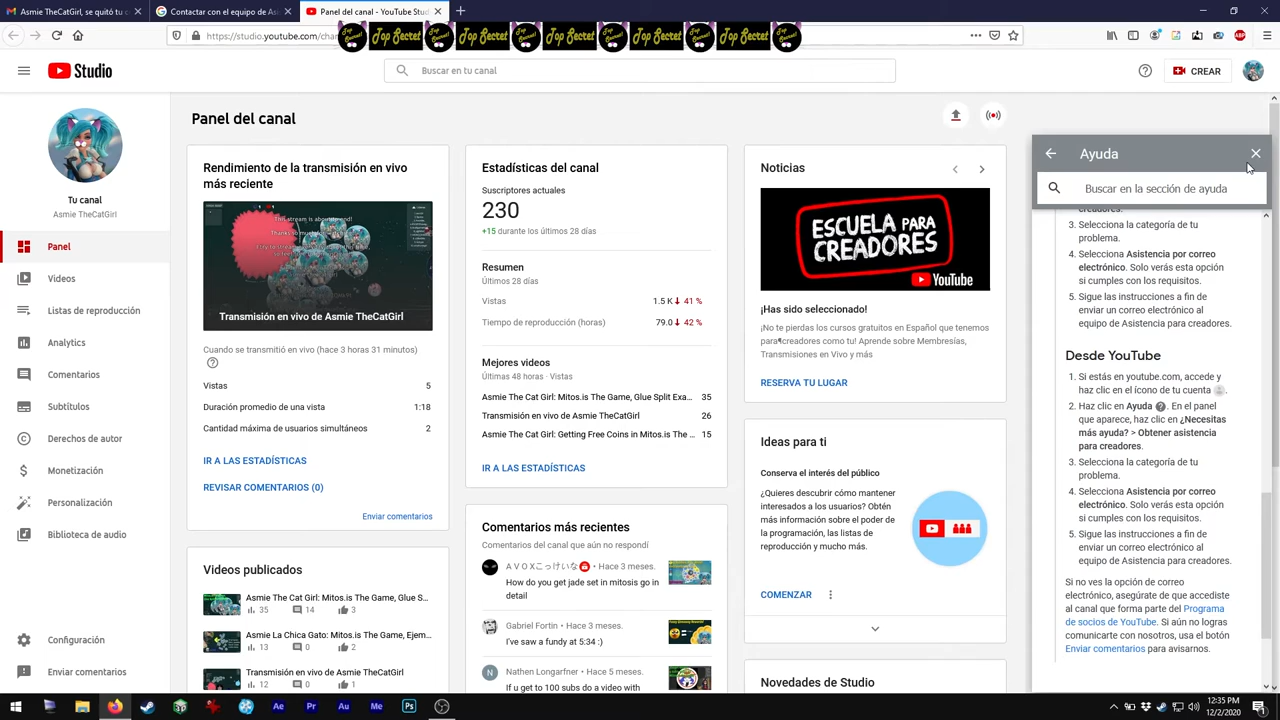 Asmie TheCatGirl, se quitó tu c
Contactar con el equipo de Asiste
Panel del canal - YouTube Stu
https://studio.youtube.com/cha
Top Secret
Top Secret
Top Secret
Top Secret
Top Secret
ABP
Studio
Buscar en tu canal
CREAR
Tu canal
Asmie TheCatGirl
Panel
Videos
Listas de reproducción
Analytics
Comentarios
Subtítulos
Derechos de autor
Monetización
Personalización
Biblioteca de audio
Configuración
Enviar comentarios
Panel del canal
Rendimiento de la transmisión en vivo
más reciente
Transmisión en vivo de Asmie TheCatGirl
Cuando se transmitió en vivo (hace 3 horas 31 minutos)
Vistas 5
Duración promedio de una vista 1:18
Cantidad máxima de usuarios simultáneos 2
IR A LAS ESTADÍSTICAS
REVISAR COMENTARIOS (0)
Enviar comentarios
Videos publicados
Asmie The Cat Girl: Mitos.is The Game, Glue S...
35 14 3
Asmie La Chica Gato: Mitos.is The Game, Ejem...
13 0 2
Transmisión en vivo de Asmie TheCatGirl
12 0 1
Estadísticas del canal
Suscriptores actuales
230
+15 durante los últimos 28 días
Resumen
Últimos 28 días
Vistas 1.5 K 41 %
Tiempo de reproducción (horas) 79.0 42 %
Mejores videos
Últimas 48 horas · Vistas
Asmie The Cat Girl: Mitos.is The Game, Glue Split Exa... 35
Transmisión en vivo de Asmie TheCatGirl 26
Asmie The Cat Girl: Getting Free Coins in Mitos.is The ... 15
IR A LAS ESTADÍSTICAS
Comentarios más recientes
Comentarios del canal que aún no respondí
A V O Xこっけいな • Hace 3 meses.
How do you get jade set in mitosis go in
detail
Gabriel Fortin • Hace 3 meses.
I've saw a fundy at 5:34 :)
N
Nathen Longarfner • Hace 5 meses.
If u get to 100 subs do a video with
Noticias
ESCUELA PARA
CREADORES
YouTube
¡Has sido seleccionado!
¡No te pierdas los cursos gratuitos en Español que tenemos
para¶creadores como tu! Aprende sobre Membresías,
Transmisiones en Vivo y más
RESERVA TU LUGAR
Ideas para ti
Conserva el interés del público
¿Quieres descubrir cómo mantener
interesados a los usuarios? Obtén
más información sobre el poder de
la programación, las listas de
reproducción y mucho más.
COMENZAR
Novedades de Studio
Ayuda
Buscar en la sección de ayuda
creadores.
3. Selecciona la categoría de tu
problema.
4. Selecciona Asistencia por correo
electrónico. Solo verás esta opción
si cumples con los requisitos.
5. Sigue las instrucciones a fin de
enviar un correo electrónico al
equipo de Asistencia para creadores.
Desde YouTube
1. Si estás en youtube.com, accede y
haz clic en el ícono de tu cuenta .
2. Haz clic en Ayuda . En el panel
que aparece, haz clic en ¿Necesitas
más ayuda? > Obtener asistencia
para creadores.
3. Selecciona la categoría de tu
problema.
4. Selecciona Asistencia por correo
electrónico. Solo verás esta opción
si cumples con los requisitos.
5. Sigue las instrucciones a fin de
enviar un correo electrónico al
equipo de Asistencia para creadores.
Si no ves la opción de correo
electrónico, asegúrate de que accediste
al canal que forma parte del Programa
de socios de YouTube. Si aún no logras
comunicarte con nosotros, usa el botón
Enviar comentarios para avisarnos.
Ae
Pr
Au
Me
Ps
12:35 PM
12/2/2020